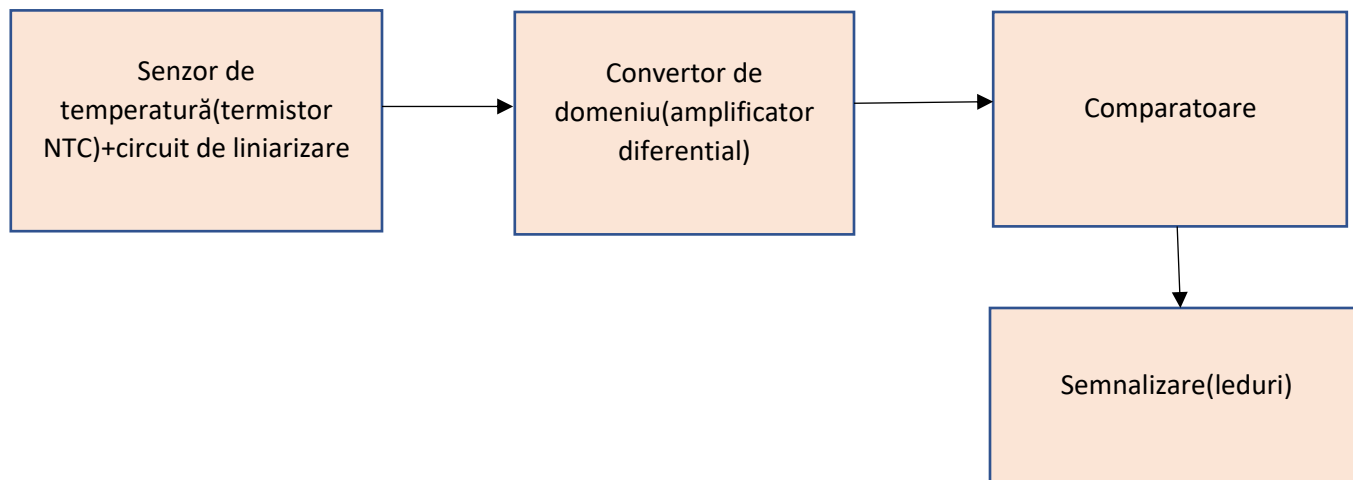 Senzor de
temperatură(termistor
NTC)+circuit de liniarizare
Convertor de
domeniu(amplificator
diferential)
Comparatoare
Semnalizare(leduri)